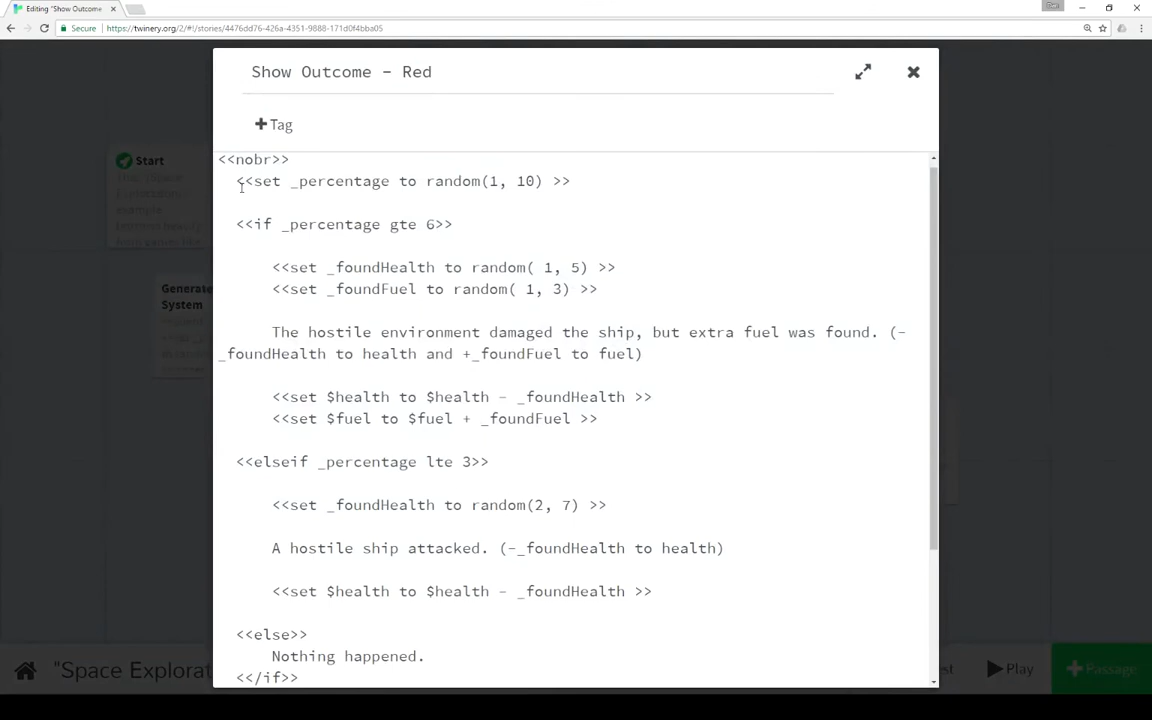 Editing "Show Outcome
Secure
https://twinery.org/2/#!/stories/4476dd76-426a-4351-9888-171d0f4bba05
Show Outcome - Red
+Tag
<<nobr>>
<<set _percentage to random(1, 10) >>
<<if _percentage gte 6>>
<<set _foundHealth to random( 1, 5) >>
<<set _foundFuel to random( 1, 3) >>
The hostile environment damaged the ship, but extra fuel was found. (-
_foundHealth to health and +_foundFuel to fuel)
<<set $health to $health - _foundHealth >>
<<set $fuel to $fuel + _foundFuel >>
<<elseif _percentage lte 3>>
<<set _foundHealth to random(2, 7) >>
A hostile ship attacked. (-_foundHealth to health)
<<set $health to $health - _foundHealth >>
<<else>>
Nothing happened.
<</if>>
Start
Generate
System
"Space Explorat
Play
+Passage